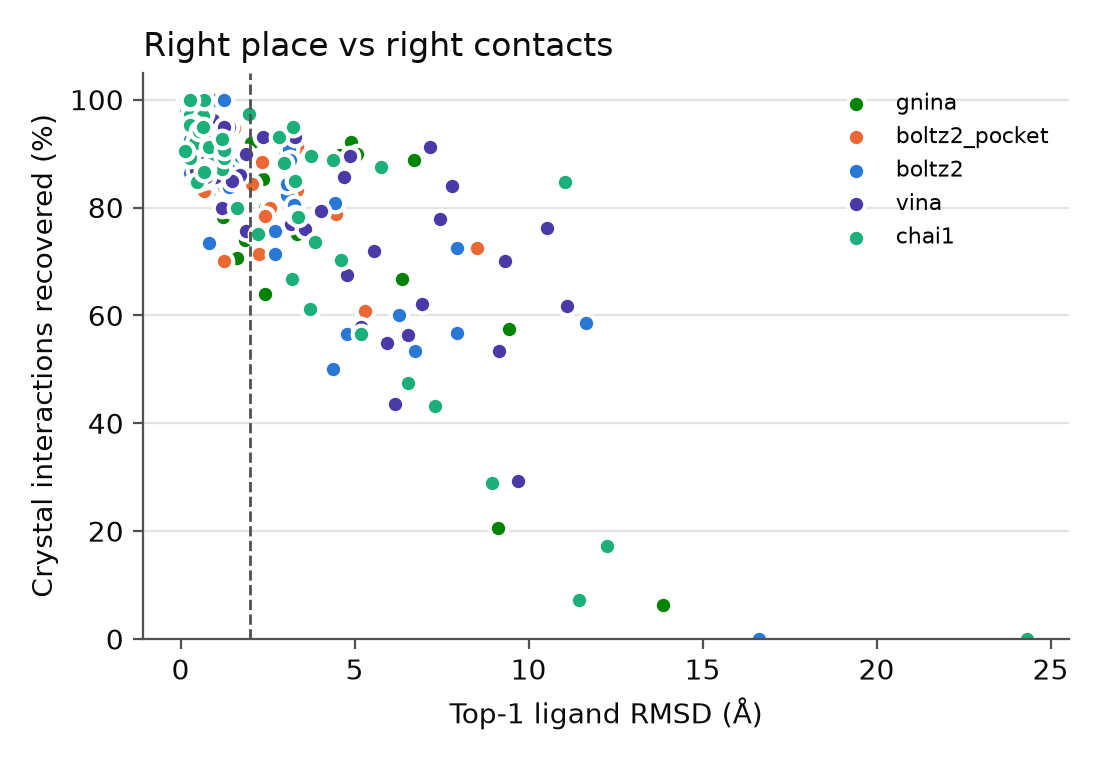 Right place vs right contacts
Crystal interactions recovered (%)
100
80
60
40
20
0
gnina
boltz2_pocket
boltz2
vina
chai1
0 5 10 15 20 25
Top-1 ligand RMSD (Å)